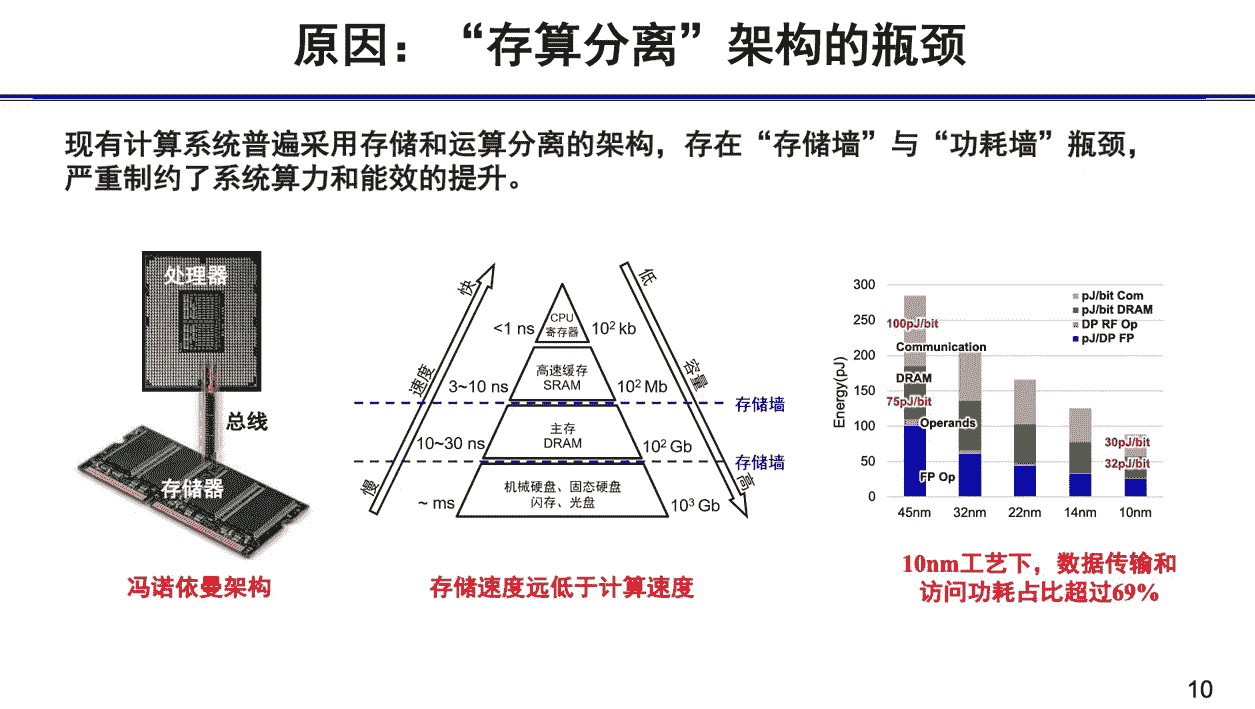 原因：“存算分离”架构的瓶颈
现有计算系统普遍采用存储和运算分离的架构，存在“存储墙”与“功耗墙”瓶颈，
严重制约了系统算力和能效的提升。
处理器
总线
存储器
冯诺依曼架构
快
速度
慢
<1 ns
CPU
寄存器
10² kb
3~10 ns
高速缓存
SRAM
10² Mb
存储墙
10~30 ns
主存
DRAM
10² Gb
存储墙
~ ms
机械硬盘、固态硬盘
闪存、光盘
10³ Gb
低
容量
高
存储速度远低于计算速度
Energy(pJ)
300
250
200
150
100
50
0
pJ/bit Com
pJ/bit DRAM
DP RF Op
pJ/DP FP
100pJ/bit
Communication
DRAM
75pJ/bit
Operands
FP Op
30pJ/bit
32pJ/bit
45nm
32nm
22nm
14nm
10nm
10nm工艺下，数据传输和
访问功耗占比超过69%
10